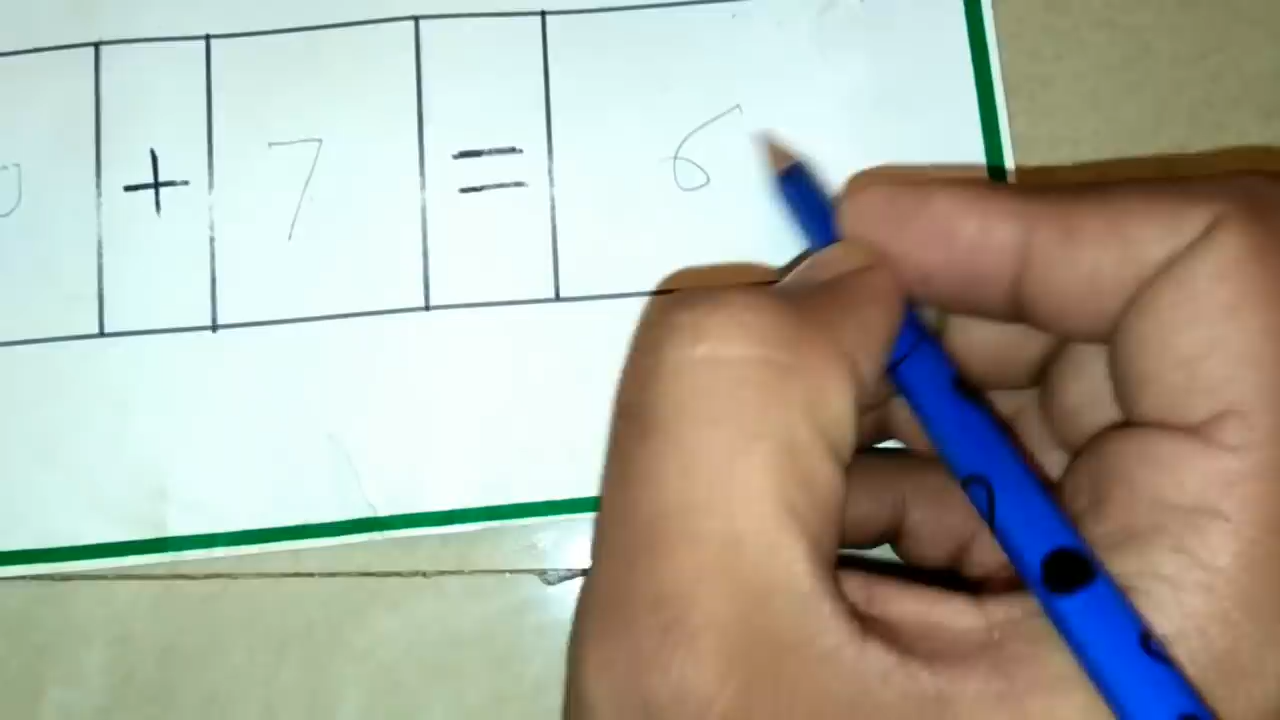 + 7 = 6